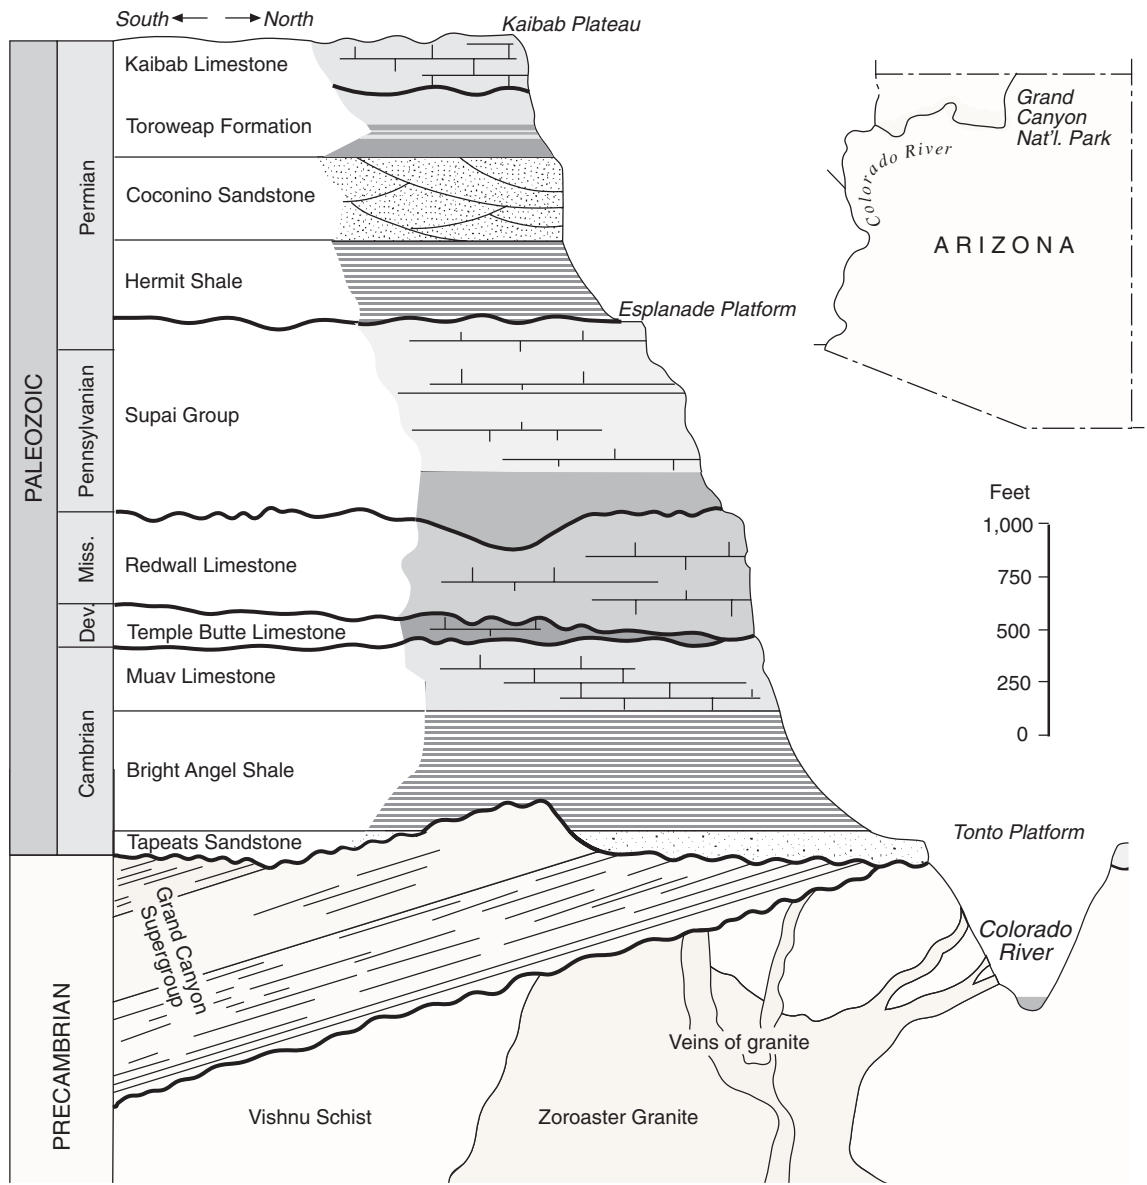 South North
Kaibab Plateau
Kaibab Limestone
Toroweap Formation
Coconino Sandstone
Hermit Shale
Esplanade Platform
Supai Group
Redwall Limestone
Temple Butte Limestone
Muav Limestone
Bright Angel Shale
Tapeats Sandstone
Tonto Platform
Grand Canyon
Supergroup
Colorado
River
Veins of granite
Vishnu Schist
Zoroaster Granite
PALEOZOIC
PRECAMBRIAN
Permian
Pennsylvanian
Miss.
Dev.
Cambrian
Grand
Canyon
Nat'l. Park
Colorado River
ARIZONA
Feet
1,000
750
500
250
0